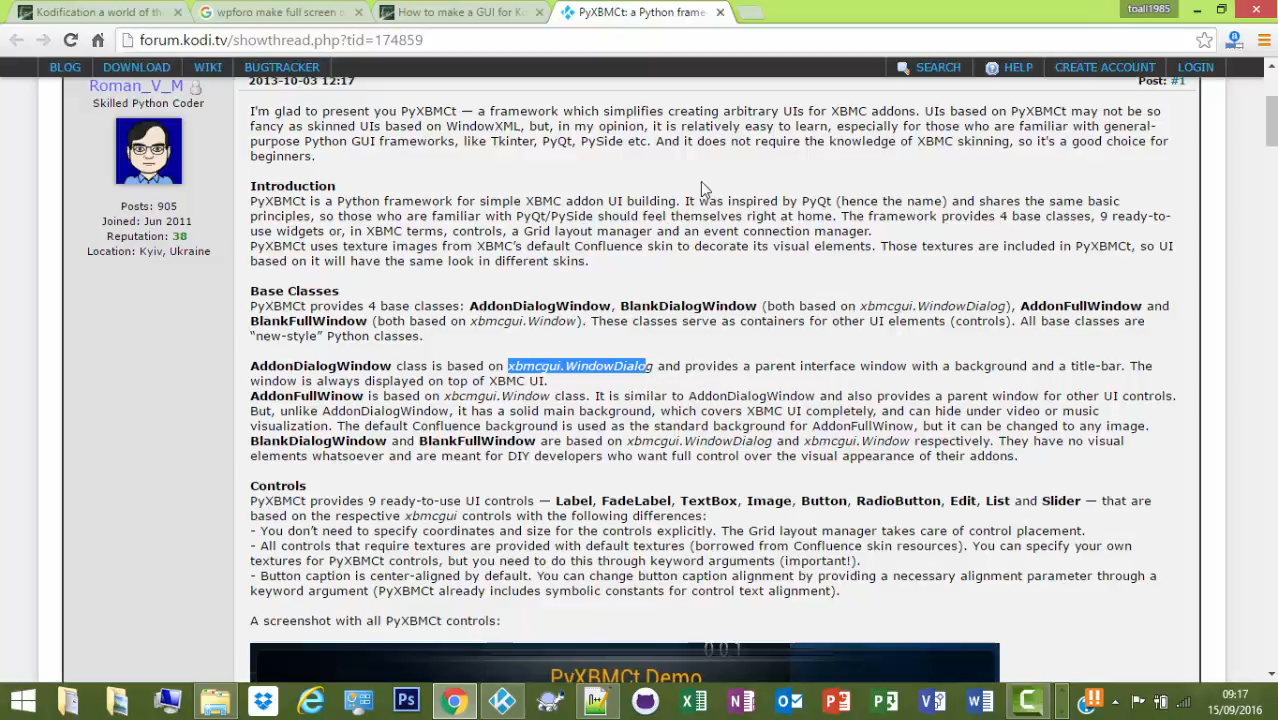 Kodification a world of th
wpforo make full screen o
How to make a GUI for Ko
PyXBMCt: a Python frame
toall1985
forum.kodi.tv/showthread.php?tid=174859
BLOG DOWNLOAD WIKI BUGTRACKER SEARCH HELP CREATE ACCOUNT LOGIN
Roman_V_M
Skilled Python Coder
Posts: 905
Joined: Jun 2011
Reputation: 38
Location: Kyiv, Ukraine
2013-10-03 12:17 Post: #1
I'm glad to present you PyXBMCt — a framework which simplifies creating arbitrary UIs for XBMC addons. UIs based on PyXBMCt may not be so
fancy as skinned UIs based on WindowXML, but, in my opinion, it is relatively easy to learn, especially for those who are familiar with general-
purpose Python GUI frameworks, like Tkinter, PyQt, PySide etc. And it does not require the knowledge of XBMC skinning, so it's a good choice for
beginners.
Introduction
PyXBMCt is a Python framework for simple XBMC addon UI building. It was inspired by PyQt (hence the name) and shares the same basic
principles, so those who are familiar with PyQt/PySide should feel themselves right at home. The framework provides 4 base classes, 9 ready-to-
use widgets or, in XBMC terms, controls, a Grid layout manager and an event connection manager.
PyXBMCt uses texture images from XBMC's default Confluence skin to decorate its visual elements. Those textures are included in PyXBMCt, so UI
based on it will have the same look in different skins.
Base Classes
PyXBMCt provides 4 base classes: AddonDialogWindow, BlankDialogWindow (both based on xbmcgui.WindowDialog), AddonFullWindow and
BlankFullWindow (both based on xbmcgui.Window). These classes serve as containers for other UI elements (controls). All base classes are
“new-style” Python classes.
AddonDialogWindow class is based on xbmcgui.WindowDialog and provides a parent interface window with a background and a title-bar. The
window is always displayed on top of XBMC UI.
AddonFullWinow is based on xbmcgui.Window class. It is similar to AddonDialogWindow and also provides a parent window for other UI controls.
But, unlike AddonDialogWindow, it has a solid main background, which covers XBMC UI completely, and can hide under video or music
visualization. The default Confluence background is used as the standard background for AddonFullWinow, but it can be changed to any image.
BlankDialogWindow and BlankFullWindow are based on xbmcgui.WindowDialog and xbmcgui.Window respectively. They have no visual
elements whatsoever and are meant for DIY developers who want full control over the visual appearance of their addons.
Controls
PyXBMCt provides 9 ready-to-use UI controls — Label, FadeLabel, TextBox, Image, Button, RadioButton, Edit, List and Slider — that are
based on the respective xbmcgui controls with the following differences:
- You don’t need to specify coordinates and size for the controls explicitly. The Grid layout manager takes care of control placement.
- All controls that require textures are provided with default textures (borrowed from Confluence skin resources). You can specify your own
textures for PyXBMCt controls, but you need to do this through keyword arguments (important!).
- Button caption is center-aligned by default. You can change button caption alignment by providing a necessary alignment parameter through a
keyword argument (PyXBMCt already includes symbolic constants for control text alignment).
A screenshot with all PyXBMCt controls:
PyXBMCt Demo
09:17
15/09/2016